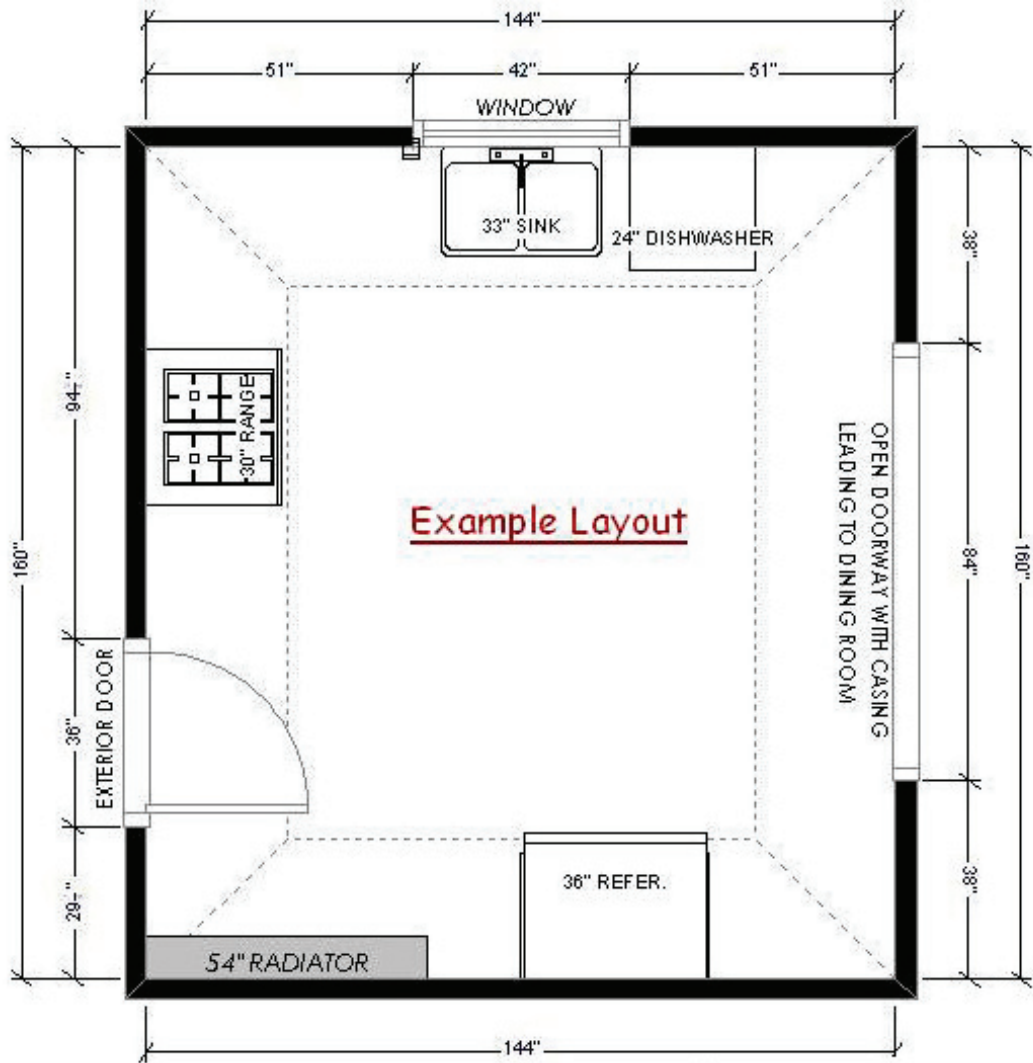 144"
51"
42"
51"
WINDOW
33" SINK
24" DISHWASHER
38"
94
30" RANGE
Example Layout
OPEN DOORWAY WITH CASING
LEADING TO DINING ROOM
160"
84"
160"
EXTERIOR DOOR
36"
36" REFER.
38"
29
54" RADIATOR
144"